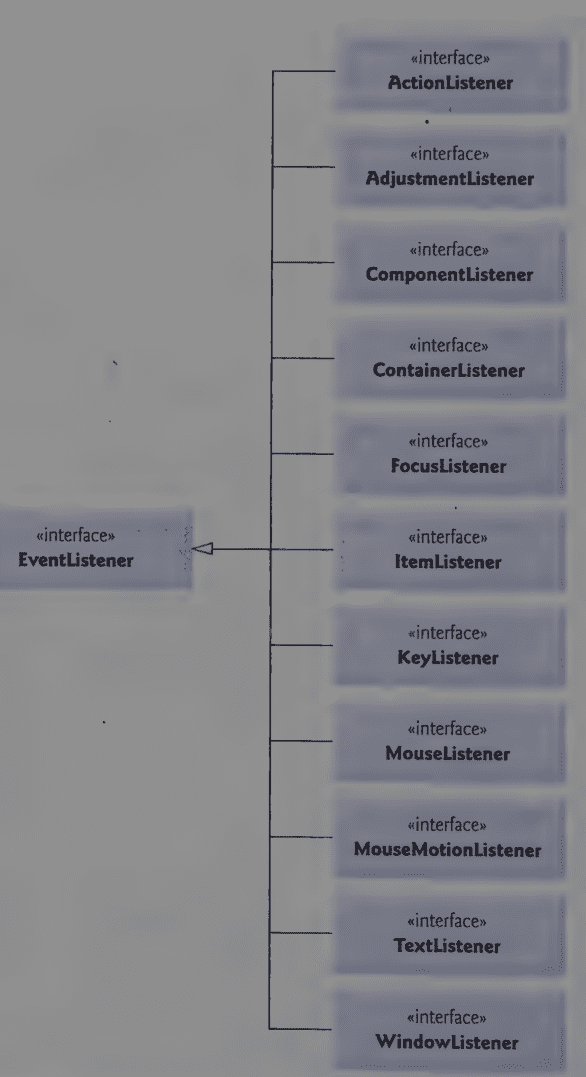 «interface»
ActionListener
«interface»
AdjustmentListener
«interface»
ComponentListener
«interface»
ContainerListener
«interface»
FocusListener
«interface»
EventListener
«interface»
ItemListener
«interface»
KeyListener
«interface»
MouseListener
«interface»
MouseMotionListener
«interface»
TextListener
«interface»
WindowListener